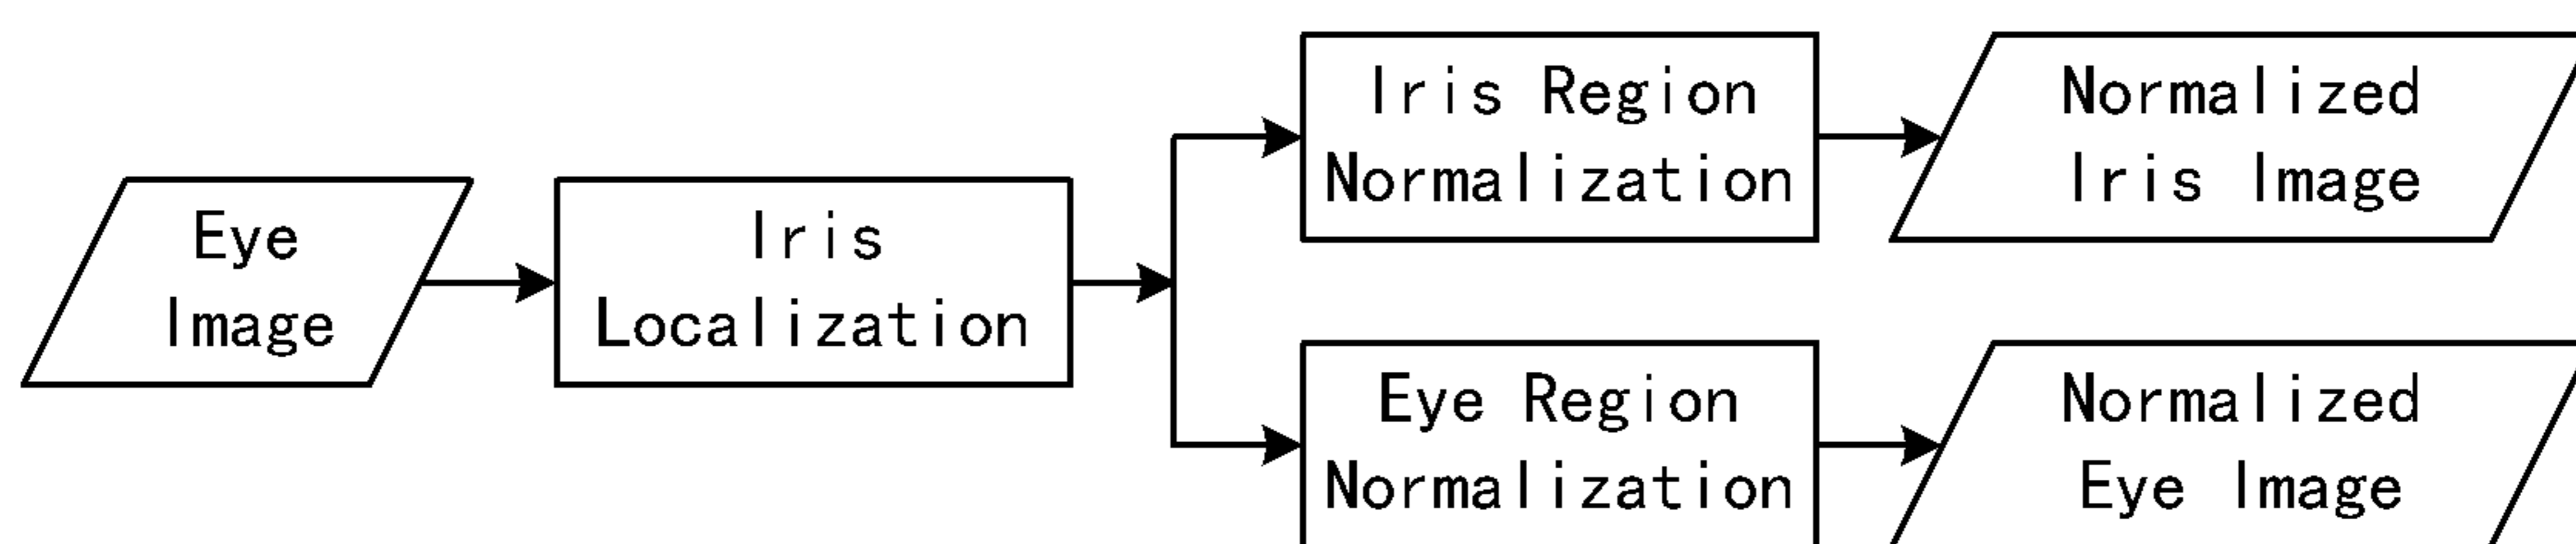 Eye
Image
Iris
Localization
Iris Region
Normalization
Normalized
Iris Image
Eye Region
Normalization
Normalized
Eye Image